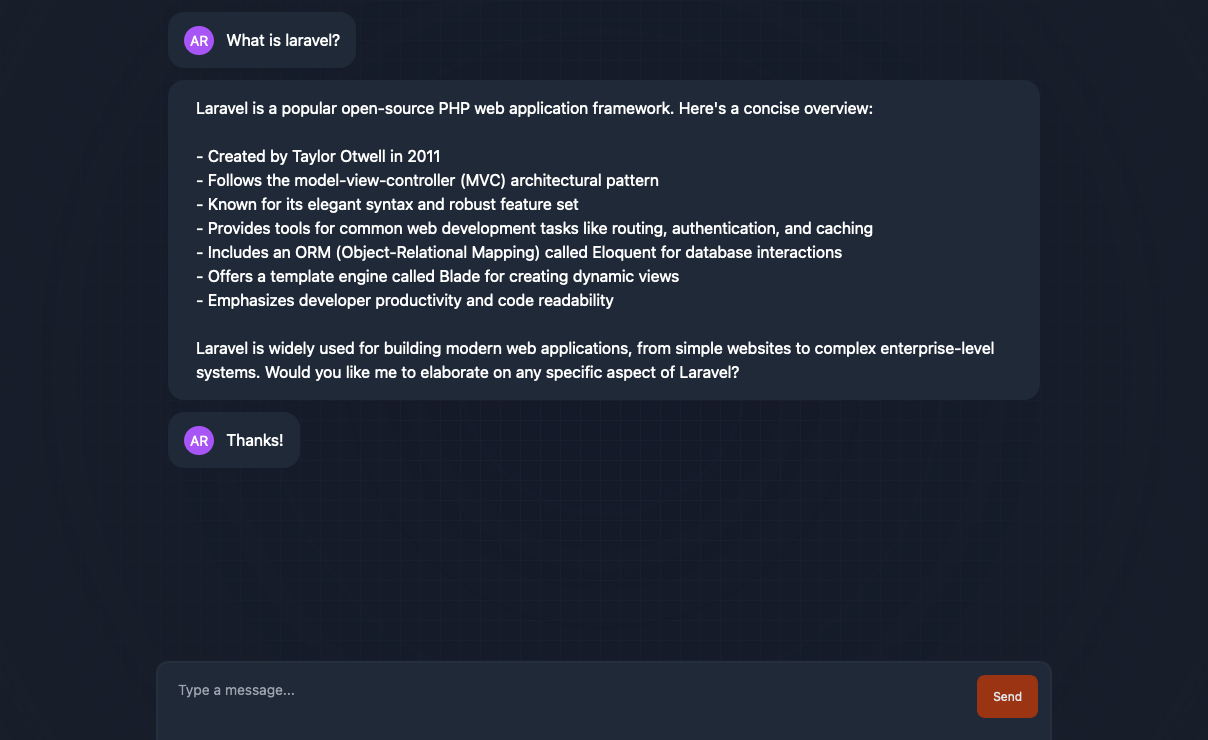 AR What is laravel?
Laravel is a popular open-source PHP web application framework. Here's a concise overview:
- Created by Taylor Otwell in 2011
- Follows the model-view-controller (MVC) architectural pattern
- Known for its elegant syntax and robust feature set
- Provides tools for common web development tasks like routing, authentication, and caching
- Includes an ORM (Object-Relational Mapping) called Eloquent for database interactions
- Offers a template engine called Blade for creating dynamic views
- Emphasizes developer productivity and code readability
Laravel is widely used for building modern web applications, from simple websites to complex enterprise-level
systems. Would you like me to elaborate on any specific aspect of Laravel?
AR Thanks!
Type a message...
Send